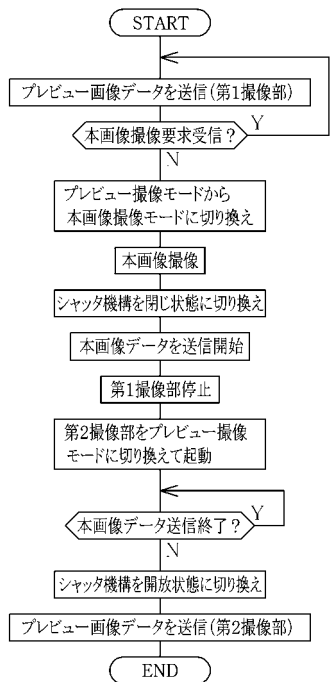 START
プレビュー画像データを送信(第1撮像部)
本画像撮像要求受信?
Y
N
プレビュー撮像モードから
本画像撮像モードに切り換え
本画像撮像
シャッタ機構を閉じ状態に切り換え
本画像データを送信開始
第1撮像部停止
第2撮像部をプレビュー撮像
モードに切り換えて起動
本画像データ送信終了?
Y
N
シャッタ機構を開放状態に切り換え
プレビュー画像データを送信(第2撮像部)
END